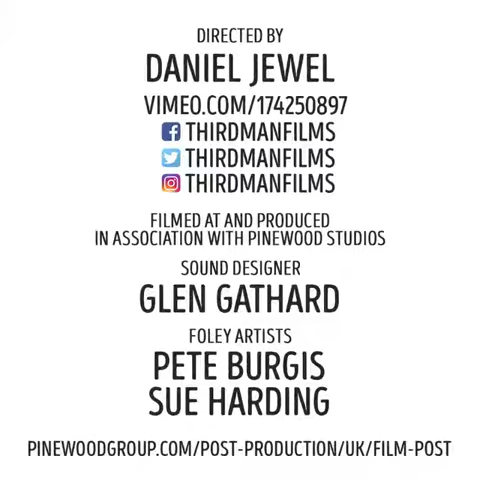 DIRECTED BY
DANIEL JEWEL
VIMEO.COM/174250897
THIRDMANFILMS
THIRDMANFILMS
THIRDMANFILMS
FILMED AT AND PRODUCED
IN ASSOCIATION WITH PINEWOOD STUDIOS
SOUND DESIGNER
GLEN GATHARD
FOLEY ARTISTS
PETE BURGIS
SUE HARDING
PINEWOODGROUP.COM/POST-PRODUCTION/UK/FILM-POST